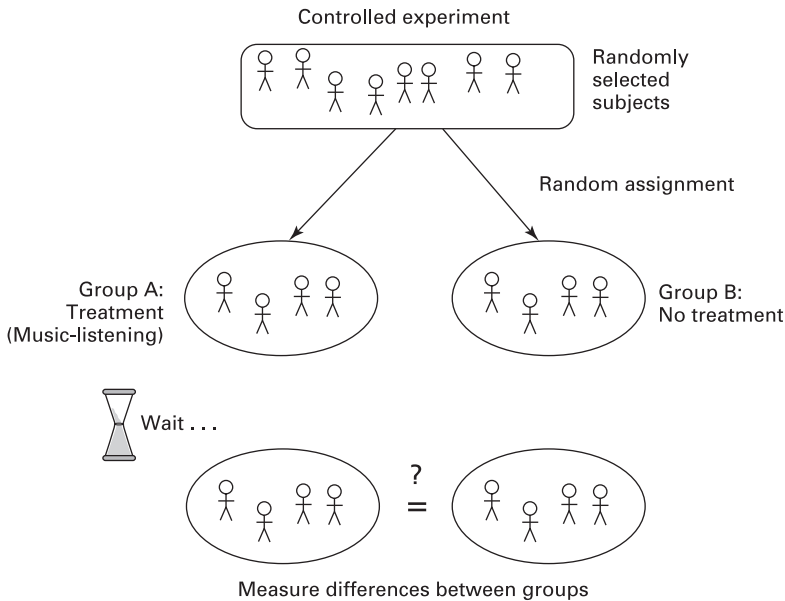 Controlled experiment
Randomly
selected
subjects
Random assignment
Group A:
Treatment
(Music-listening)
Group B:
No treatment
Wait . . .
?
=
Measure differences between groups